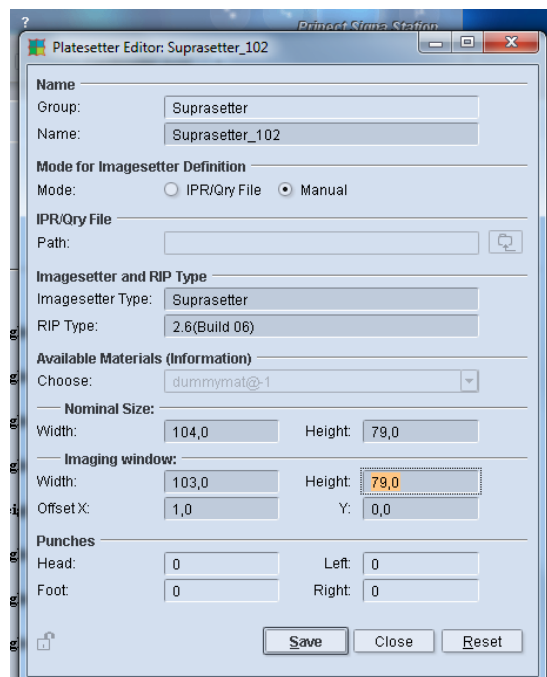 ?
Prinect Signa Station
Platesetter Editor: Suprasetter_102
Name
Group: Suprasetter
Name: Suprasetter_102
Mode for Imagesetter Definition
Mode: IPR/Qry File Manual
IPR/Qry File
Path:
Imagesetter and RIP Type
Imagesetter Type: Suprasetter
RIP Type: 2.6(Build 06)
Available Materials (Information)
Choose: dummymat@-1
Nominal Size:
Width: 104,0 Height: 79,0
Imaging window:
Width: 103,0 Height: 79,0
Offset X: 1,0 Y: 0,0
Punches
Head: 0 Left: 0
Foot: 0 Right: 0
Save Close Reset